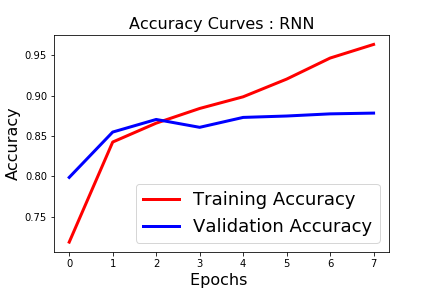 Accuracy Curves : RNN
0.95
0.90
0.85
0.80
0.75
Accuracy
Training Accuracy
Validation Accuracy
0 1 2 3 4 5 6 7
Epochs